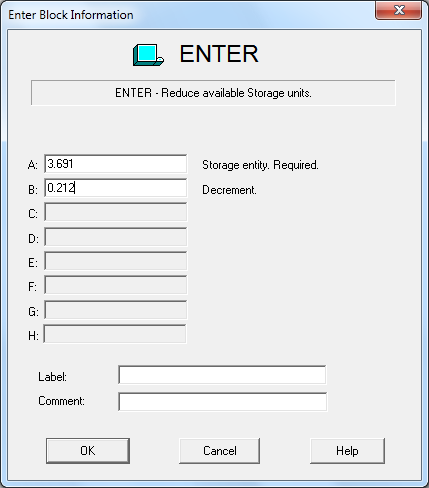 Enter Block Information
ENTER
ENTER - Reduce available Storage units.
A: 3.691 Storage entity. Required.
B: 0.212 Decrement.
C:
D:
E:
F:
G:
H:
Label:
Comment:
OK Cancel Help